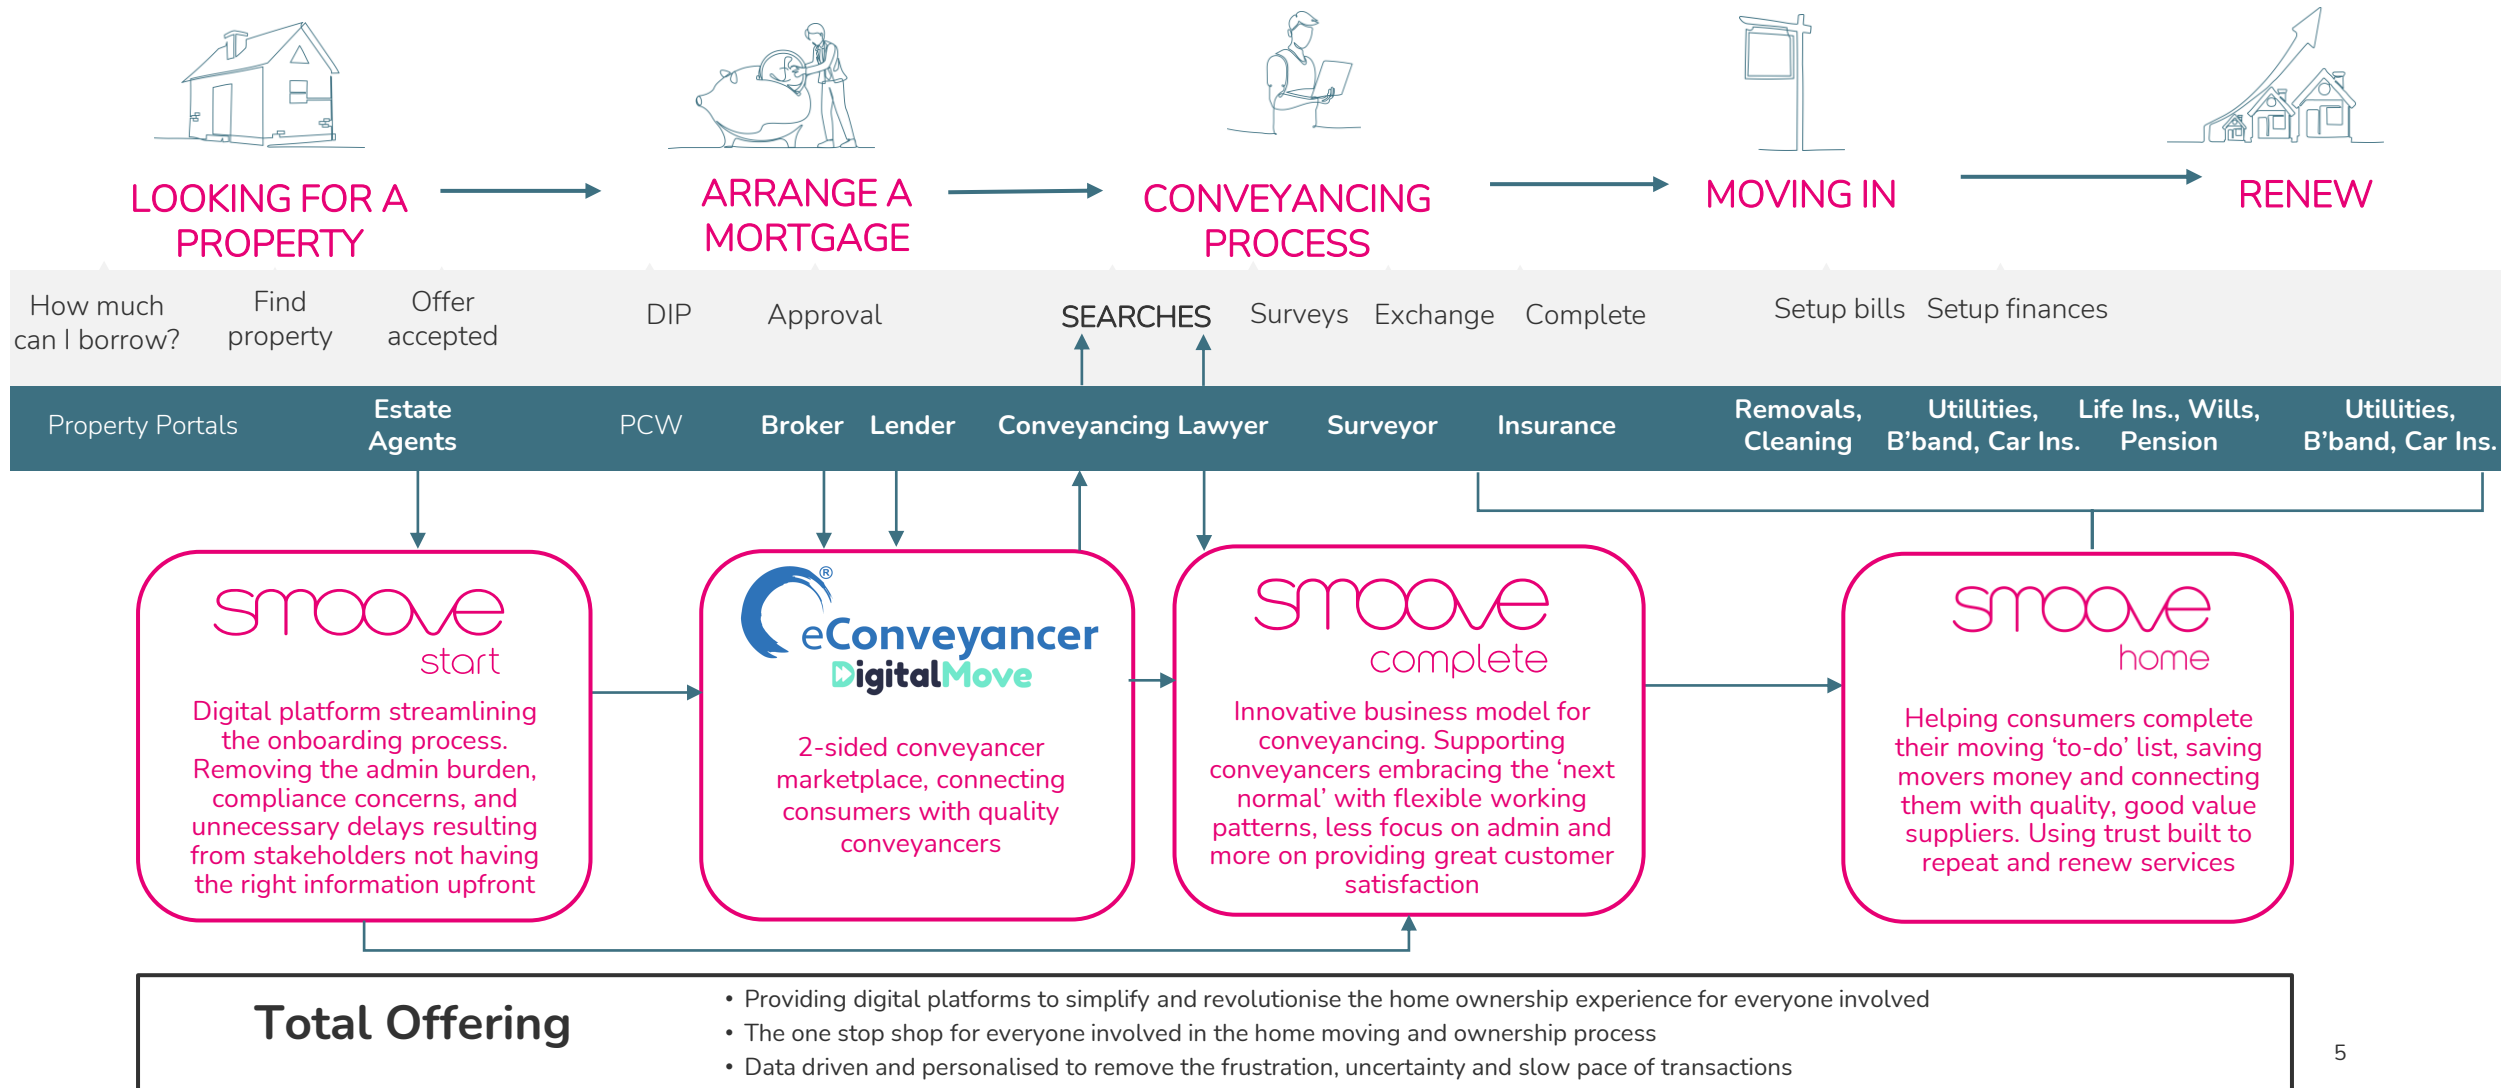 LOOKING FOR A
PROPERTY
ARRANGE A
MORTGAGE
CONVEYANCING
PROCESS
MOVING IN
RENEW
How much
can I borrow?
Find
property
Offer
accepted
DIP
Approval
SEARCHES
Surveys
Exchange
Complete
Setup bills
Setup finances
Property Portals
Estate
Agents
PCW
Broker
Lender
Conveyancing Lawyer
Surveyor
Insurance
Removals,
Cleaning
Utillities,
B'band, Car Ins.
Life Ins., Wills,
Pension
Utillities,
B'band, Car Ins.
smoove
start
Digital platform streamlining
the onboarding process.
Removing the admin burden,
compliance concerns, and
unnecessary delays resulting
from stakeholders not having
the right information upfront
®
eConveyancer
DigitalMove
2-sided conveyancer
marketplace, connecting
consumers with quality
conveyancers
smoove
complete
Innovative business model for
conveyancing. Supporting
conveyancers embracing the ‘next
normal’ with flexible working
patterns, less focus on admin and
more on providing great customer
satisfaction
smoove
home
Helping consumers complete
their moving ‘to-do’ list, saving
movers money and connecting
them with quality, good value
suppliers. Using trust built to
repeat and renew services
Total Offering
• Providing digital platforms to simplify and revolutionise the home ownership experience for everyone involved
• The one stop shop for everyone involved in the home moving and ownership process
• Data driven and personalised to remove the frustration, uncertainty and slow pace of transactions
5